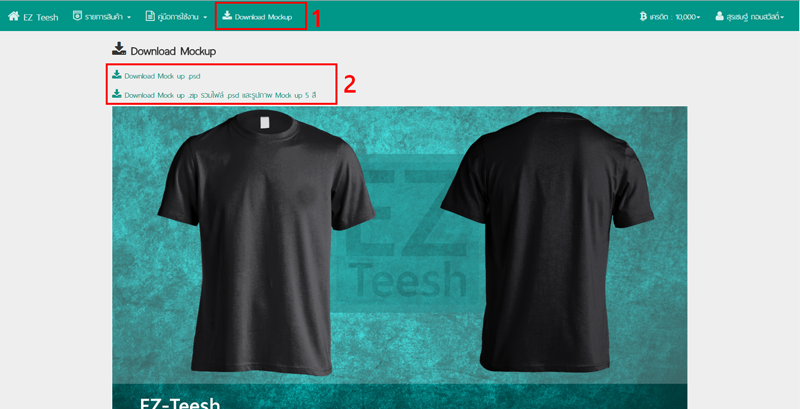 EZ Teesh รายการสินค้า คู่มือการใช้งาน Download Mockup 1 เครดิต : 10,000 สุรเชษฐ์ ทอนสวัสดิ์
Download Mockup
Download Mock up .psd
2
Download Mock up .zip รวมไฟล์ .psd และรูปภาพ Mock up 5 สี
EZ
Teesh
EZ-Teesh